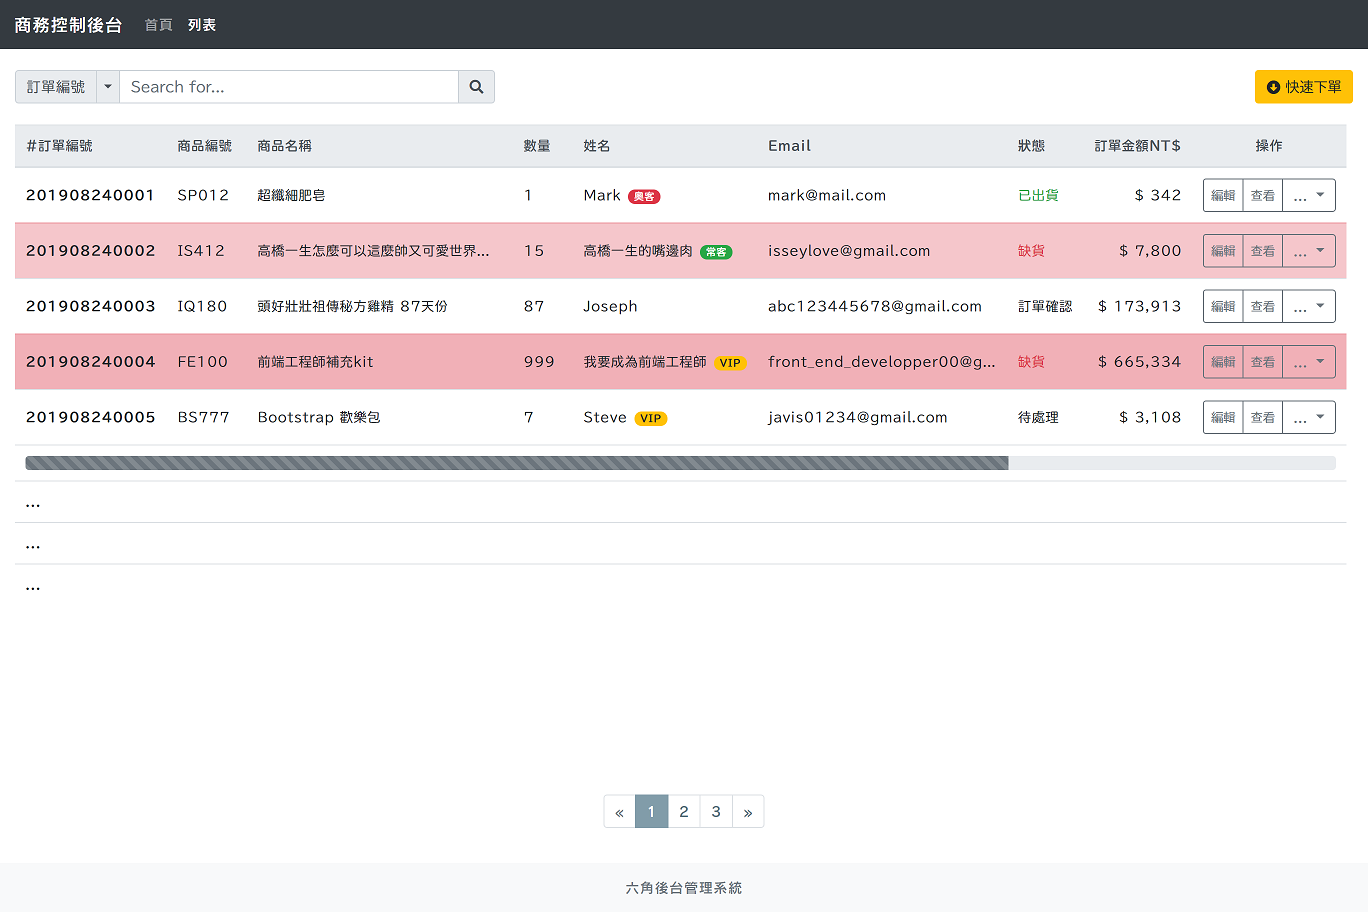 商務控制後台 首頁 列表
訂單編號 Search for... 快速下單
#訂單編號 商品編號 商品名稱 數量 姓名 Email 狀態 訂單金額NT$ 操作
201908240001 SP012 超纖細肥皂 1 Mark 奧客 mark@mail.com 已出貨 $ 342 編輯 查看 ...
201908240002 IS412 高橋一生怎麼可以這麼帥又可愛世界... 15 高橋一生的嘴邊肉 常客 isseylove@gmail.com 缺貨 $ 7,800 編輯 查看 ...
201908240003 IQ180 頭好壯壯祖傳秘方雞精 87天份 87 Joseph abc123445678@gmail.com 訂單確認 $ 173,913 編輯 查看 ...
201908240004 FE100 前端工程師補充kit 999 我要成為前端工程師 VIP front_end_developper00@g... 缺貨 $ 665,334 編輯 查看 ...
201908240005 BS777 Bootstrap 歡樂包 7 Steve VIP javis01234@gmail.com 待處理 $ 3,108 編輯 查看 ...
...
...
...
« 1 2 3 »
六角後台管理系統